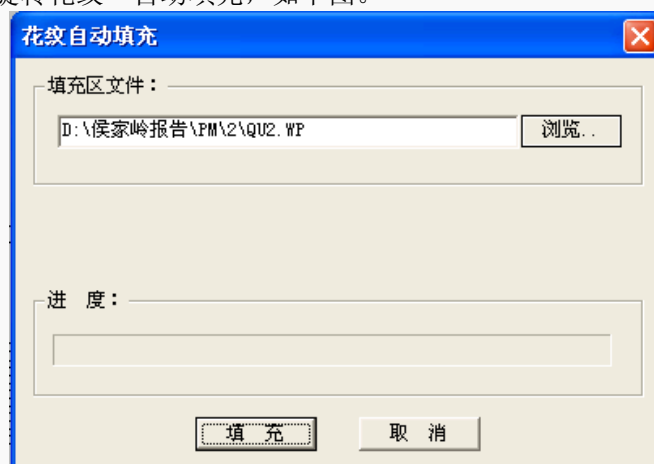 花纹自动填充
填充区文件：
D:\侯家岭报告\PM\2\QU2.WP
浏览..
进 度：
填 充
取 消